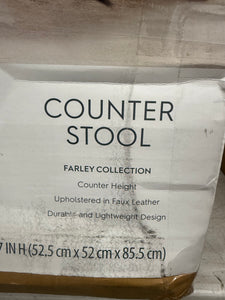 COUNTER
STOOL
FARLEY COLLECTION
Counter Height
Upholstered in Faux Leather
Durable and Lightweight Design
7 IN H (52.5 cm x 52 cm x 85.5 cm)